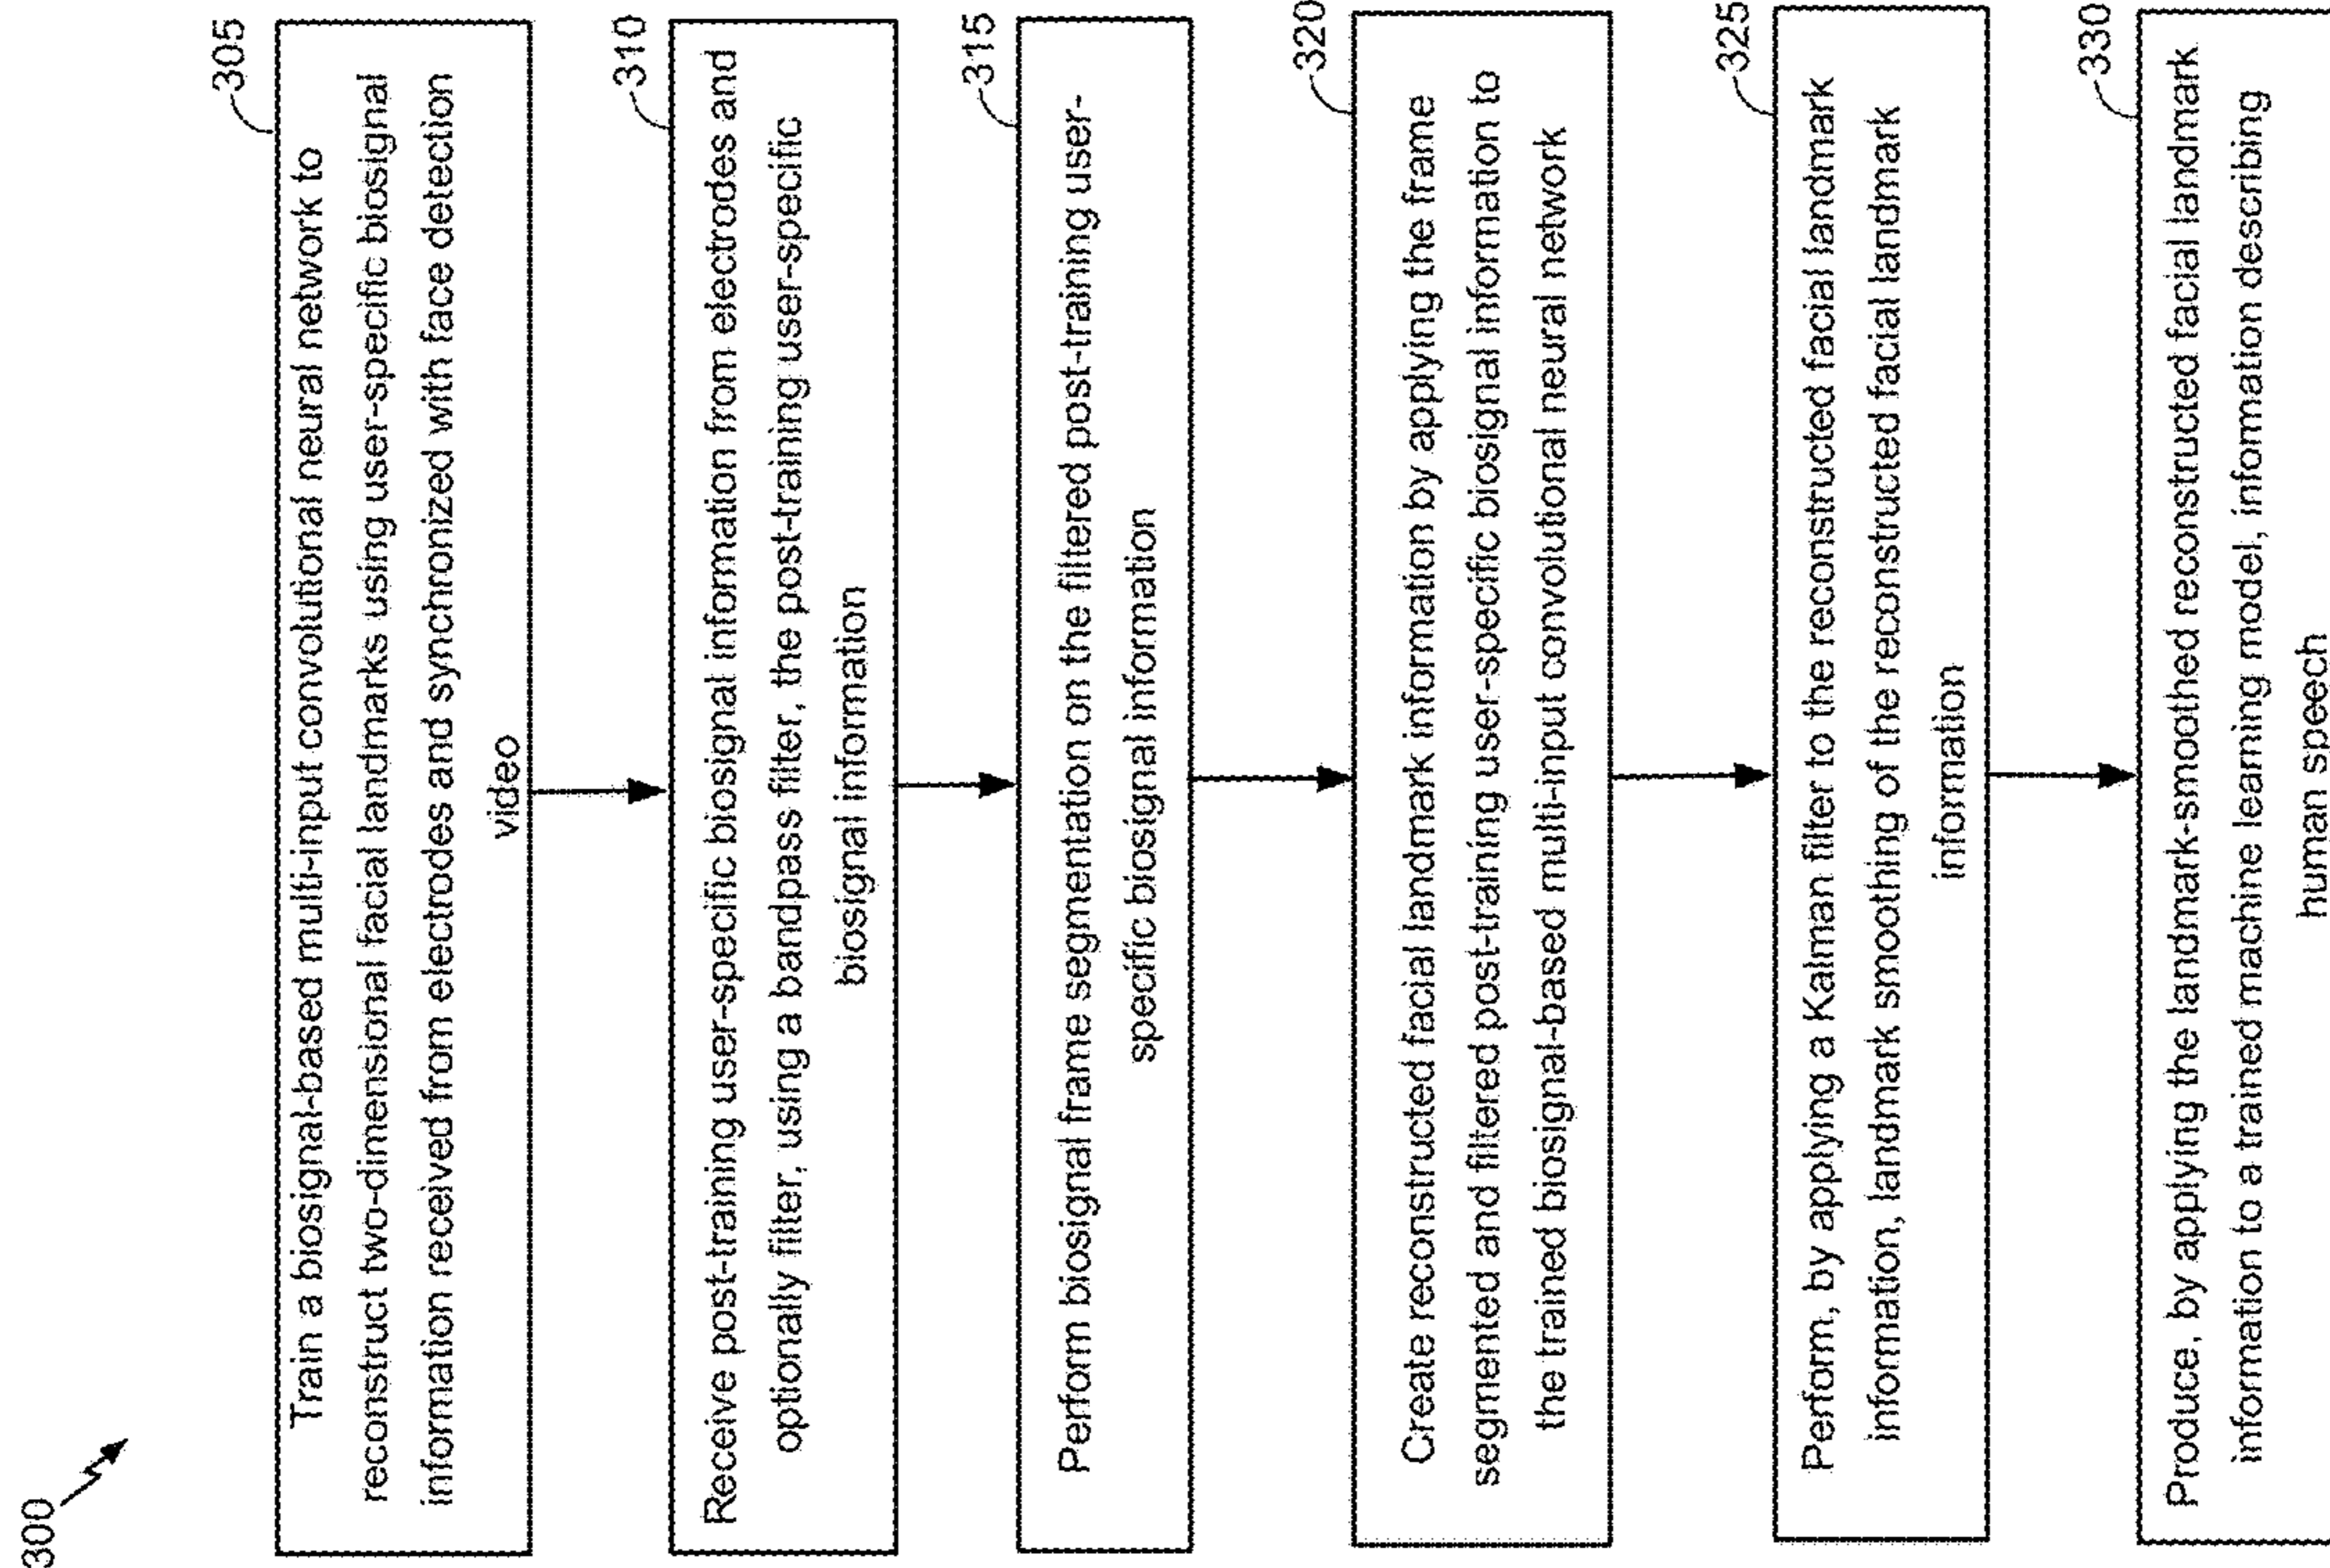 300
305
Train a biosignal-based multi-input convolutional neural network to
reconstruct two-dimensional facial landmarks using user-specific biosignal
information received from electrodes and synchronized with face detection
video
310
Receive post-training user-specific biosignal information from electrodes and
optionally filter, using a bandpass filter, the post-training user-specific
biosignal information
315
Perform biosignal frame segmentation on the filtered post-training user-
specific biosignal information
320
Create reconstructed facial landmark information by applying the frame
segmented and filtered post-training user-specific biosignal information to
the trained biosignal-based multi-input convolutional neural network
325
Perform, by applying a Kalman filter to the reconstructed facial landmark
information, landmark smoothing of the reconstructed facial landmark
information
330
Produce, by applying the landmark-smoothed reconstructed facial landmark
information to a trained machine learning model, information describing
human speech